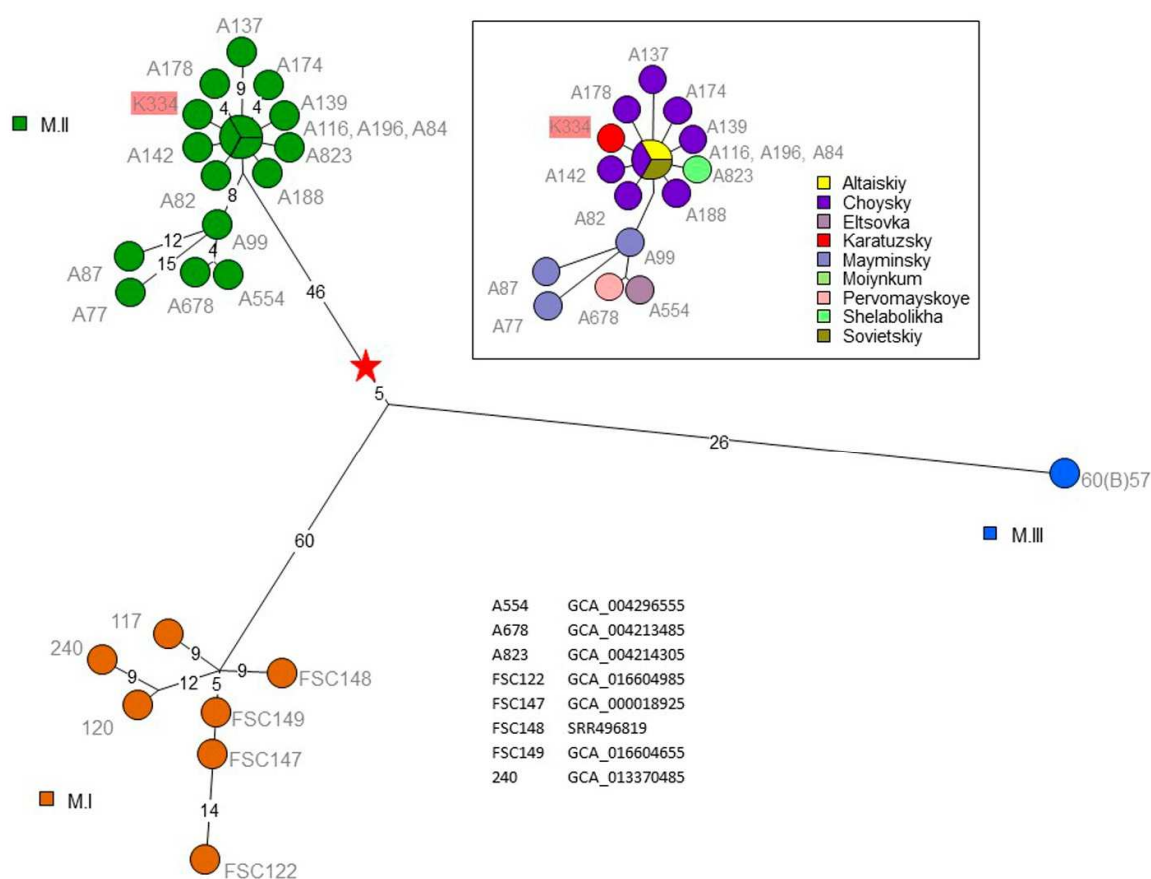 A137
A178
A174
9
K334
4
4
A139
M.II
A116, A196, A84
A142
A823
A188
A82
8
12
A99
4
15
A87
A678
A554
A77
46
5
26
60(B)57
M.III
60
117
240
9
9
9
FSC148
12
5
120
FSC149
FSC147
M.I
14
FSC122
A137
A178
A174
K334
A139
A116, A196, A84
A142
A823
A188
A82
A99
A87
A678
A554
A77
Altaiskiy
Choysky
Eltsovka
Karatuzsky
Mayminsky
Moiynkum
Pervomayskoye
Shelabolikha
Sovietskiy
A554 GCA_004296555
A678 GCA_004213485
A823 GCA_004214305
FSC122 GCA_016604985
FSC147 GCA_000018925
FSC148 SRR496819
FSC149 GCA_016604655
240 GCA_013370485